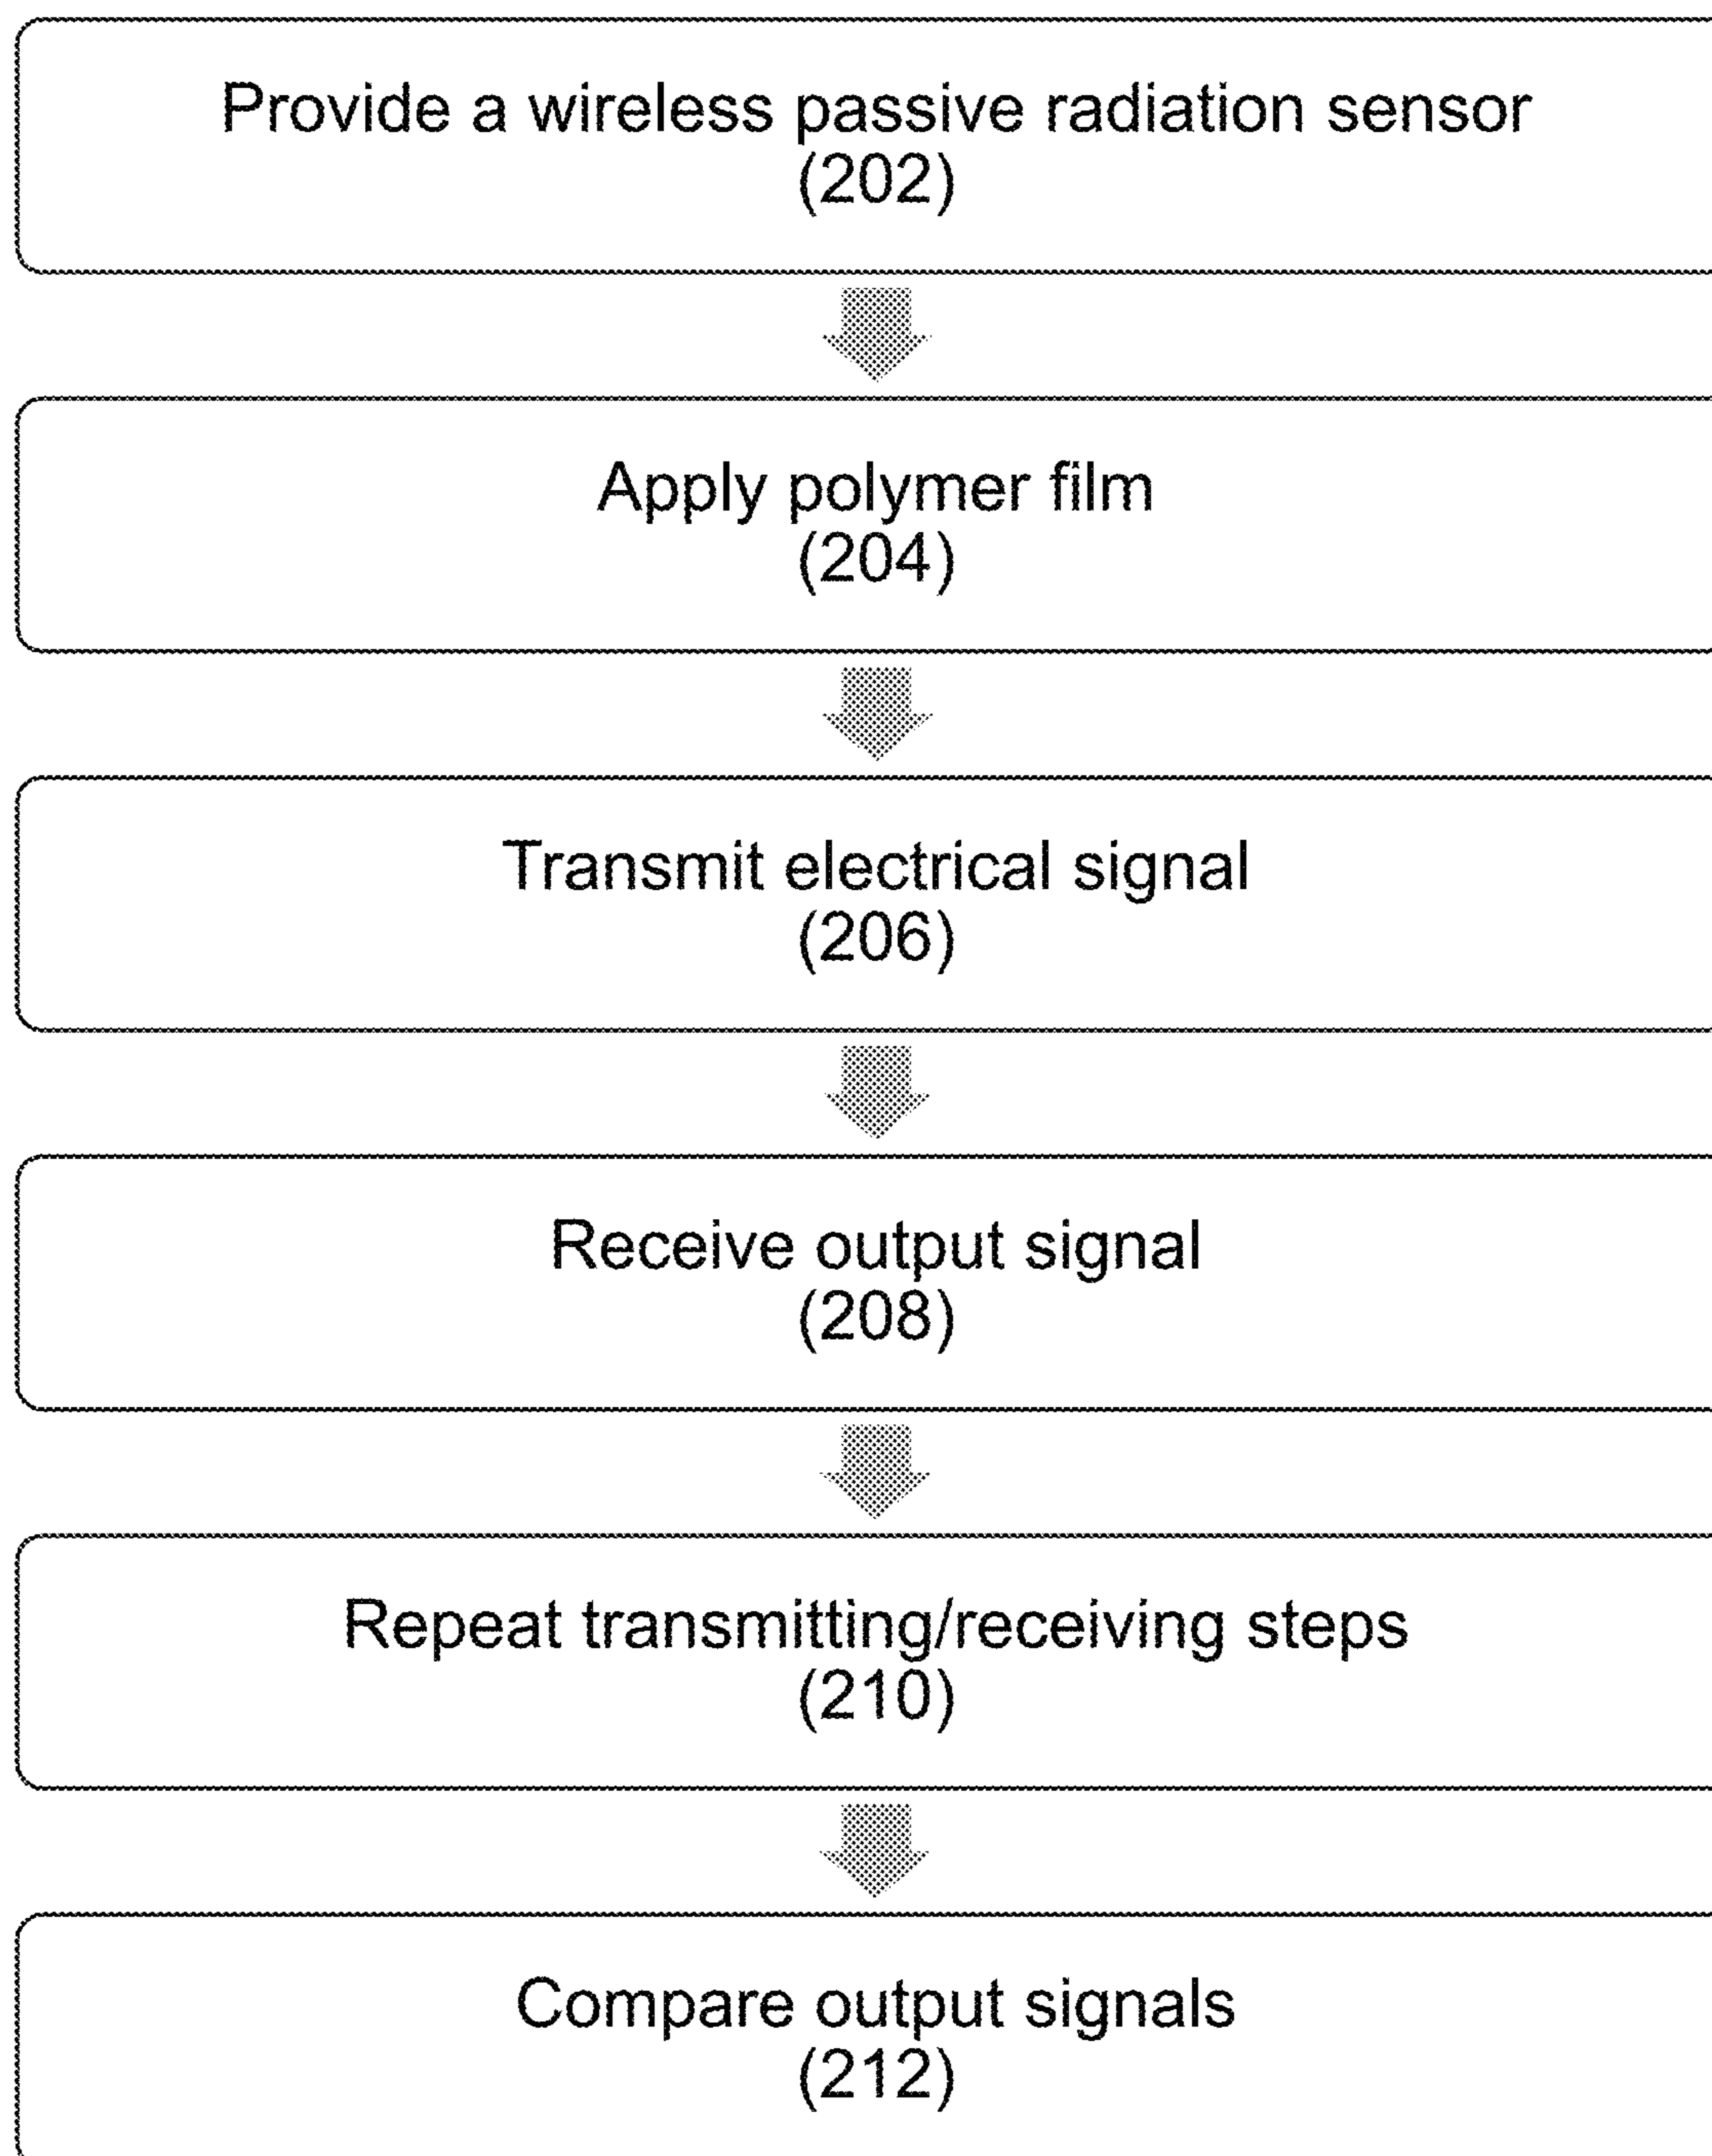 Provide a wireless passive radiation sensor
(202)
Apply polymer film
(204)
Transmit electrical signal
(206)
Receive output signal
(208)
Repeat transmitting/receiving steps
(210)
Compare output signals
(212)